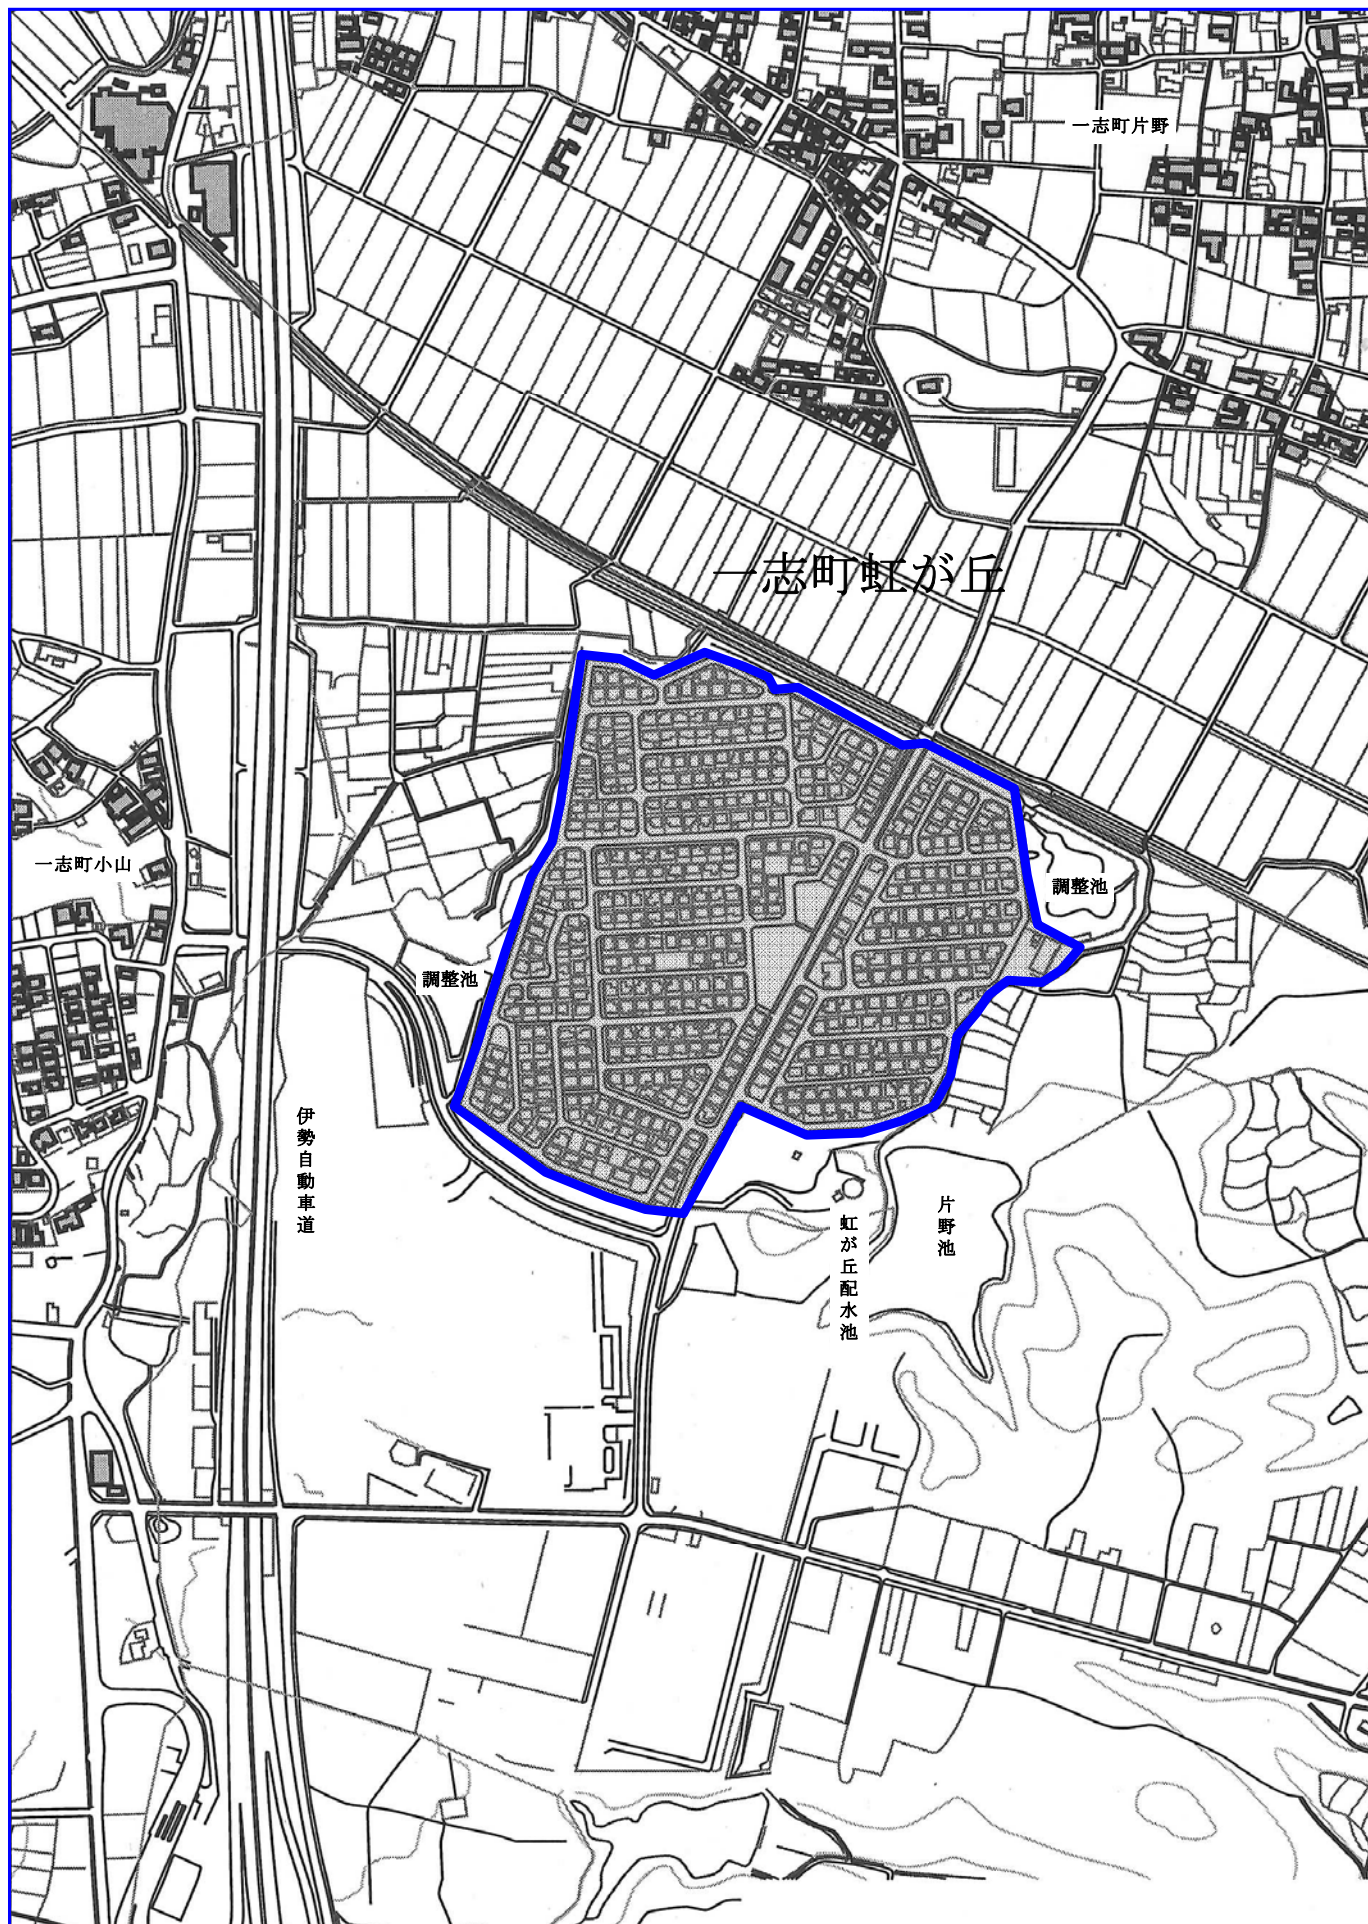 一志町片野
一志町虹が丘
一志町小山
調整池
調整池
伊勢自動車道
片野池
虹が丘配水池